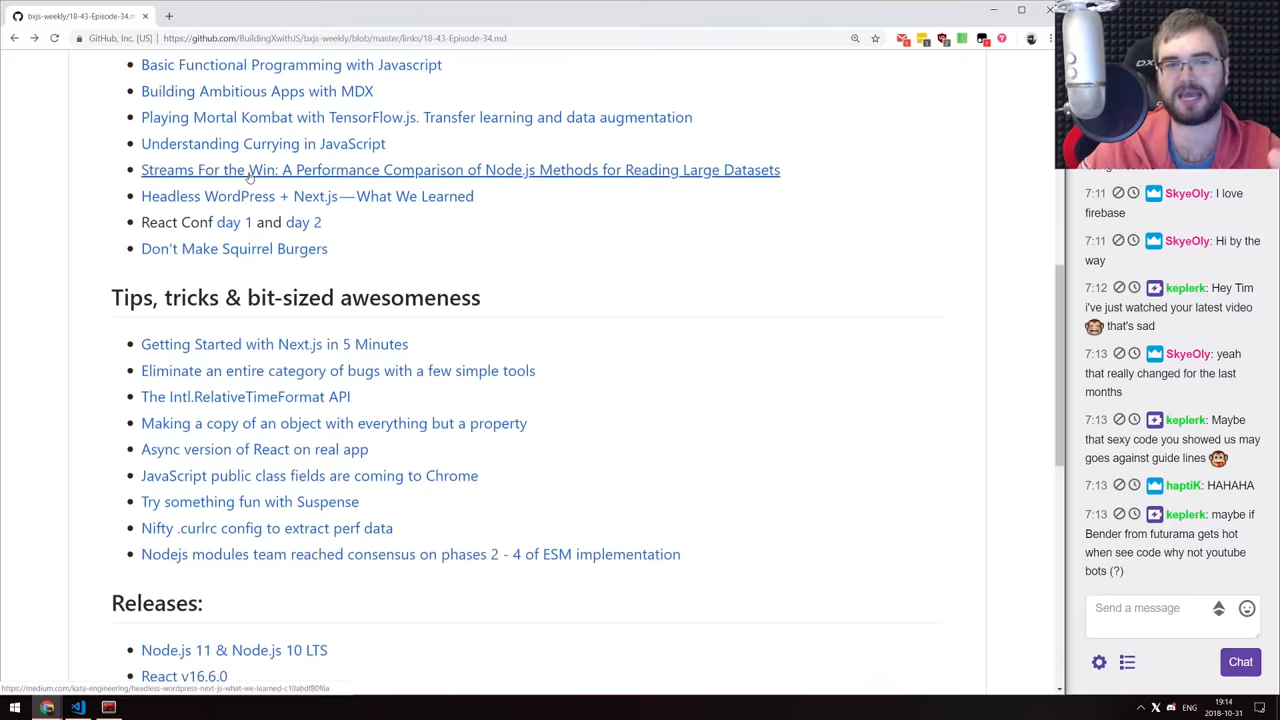 bxjs-weekly/18-43-Episode-34.m
GitHub, Inc. [US]
https://github.com/BuildingXwithJS/bxjs-weekly/blob/master/links/18-43-Episode-34.md
Basic Functional Programming with Javascript
Building Ambitious Apps with MDX
Playing Mortal Kombat with TensorFlow.js. Transfer learning and data augmentation
Understanding Currying in JavaScript
Streams For the Win: A Performance Comparison of Node.js Methods for Reading Large Datasets
Headless WordPress + Next.js — What We Learned
React Conf day 1 and day 2
Don't Make Squirrel Burgers
Tips, tricks & bit-sized awesomeness
Getting Started with Next.js in 5 Minutes
Eliminate an entire category of bugs with a few simple tools
The Intl.RelativeTimeFormat API
Making a copy of an object with everything but a property
Async version of React on real app
JavaScript public class fields are coming to Chrome
Try something fun with Suspense
Nifty .curlrc config to extract perf data
Nodejs modules team reached consensus on phases 2 - 4 of ESM implementation
Releases:
Node.js 11 & Node.js 10 LTS
React v16.6.0
https://medium.com/kata-engineering/headless-wordpress-next-js-what-we-learned-c10abdf80f6a
7:11 SkyeOly: I love
firebase
7:11 SkyeOly: Hi by the
way
7:12 keplerk: Hey Tim
i've just watched your latest video
that's sad
7:13 SkyeOly: yeah
that really changed for the last
months
7:13 keplerk: Maybe
that sexy code you showed us may
goes against guide lines
7:13 haptiK: HAHAHA
7:13 keplerk: maybe if
Bender from futurama gets hot
when see code why not youtube
bots (?)
Send a message
Chat
ENG
19:14
2018-10-31